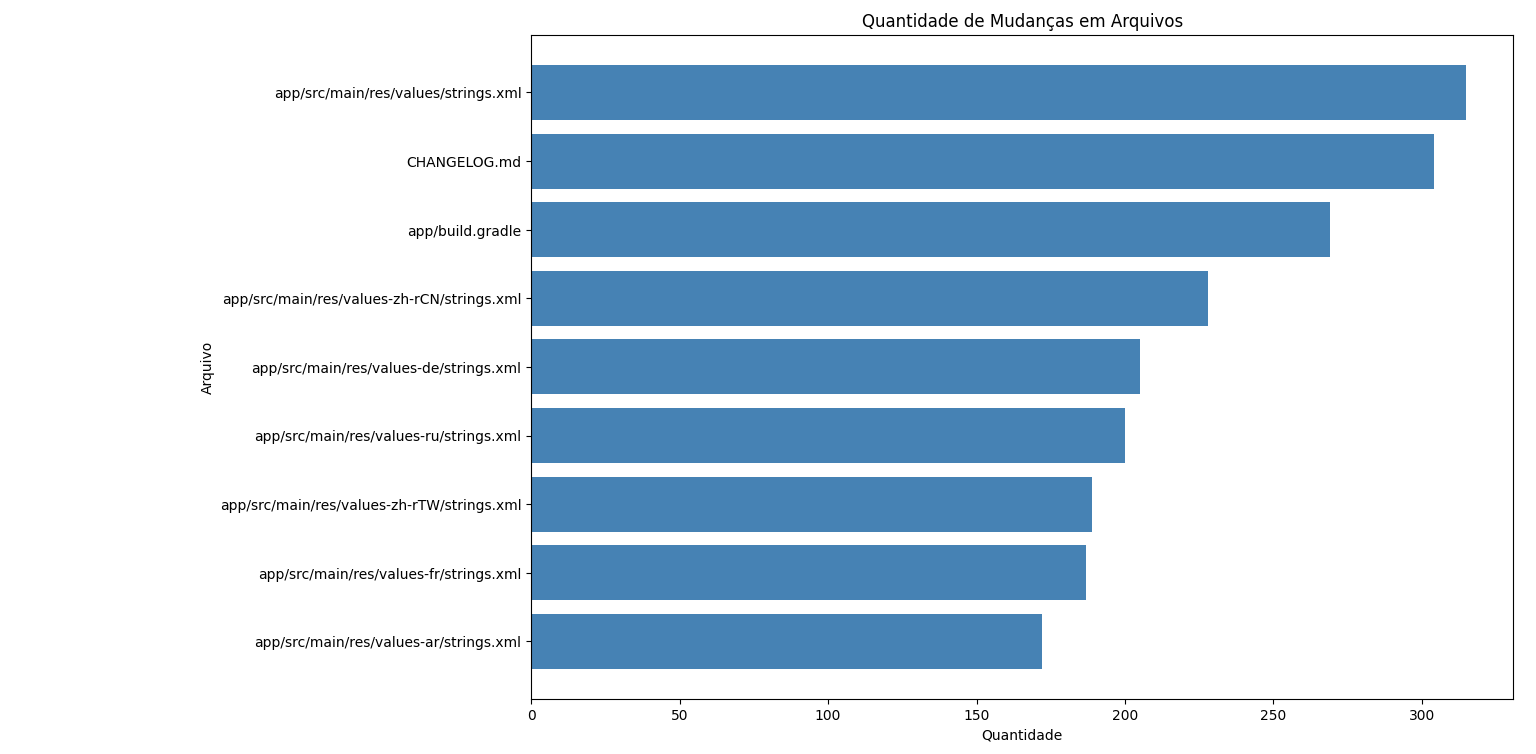 Quantidade de Mudanças em Arquivos
app/src/main/res/values/strings.xml
CHANGELOG.md
app/build.gradle
app/src/main/res/values-zh-rCN/strings.xml
app/src/main/res/values-de/strings.xml
app/src/main/res/values-ru/strings.xml
app/src/main/res/values-zh-rTW/strings.xml
app/src/main/res/values-fr/strings.xml
app/src/main/res/values-ar/strings.xml
Arquivo
0 50 100 150 200 250 300
Quantidade